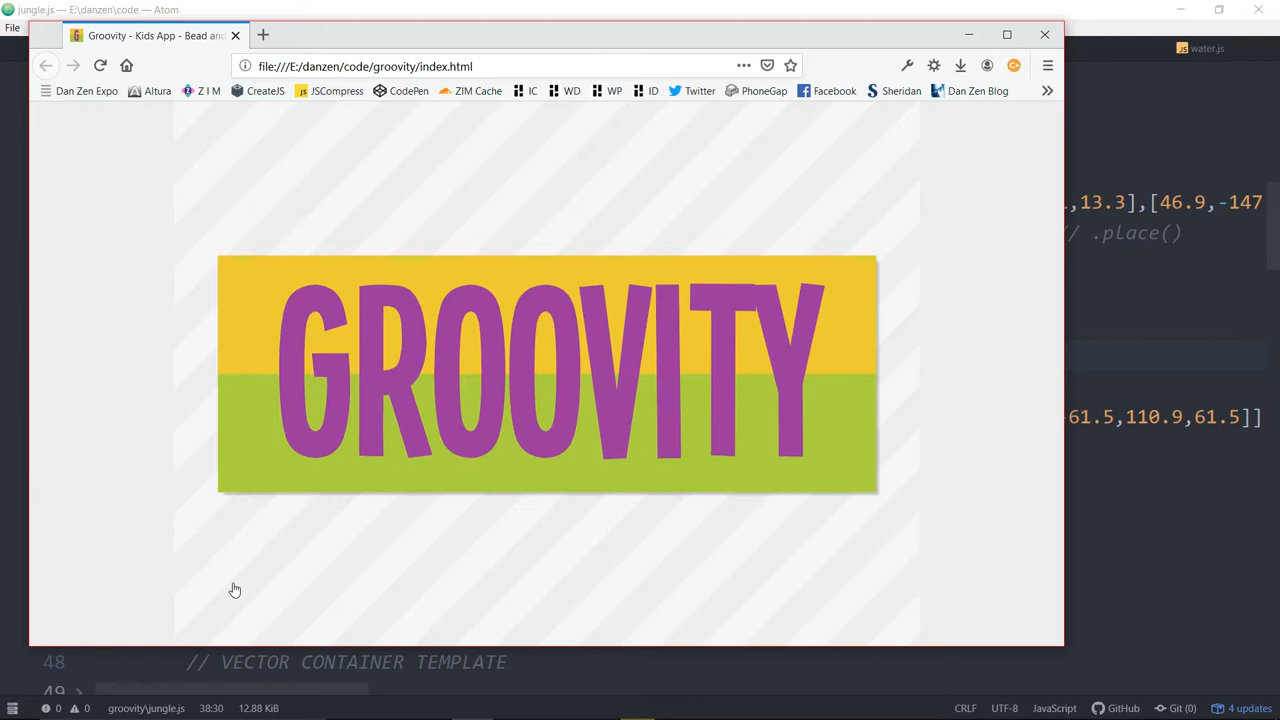 jungle.js — E:\danzen\code — Atom
File
Groovity - Kids App - Bead and
file:///E:/danzen/code/groovity/index.html
Dan Zen Expo Altura Z I M CreateJS JSCompress CodePen ZIM Cache IC WD WP ID Twitter PhoneGap Facebook Sheridan Dan Zen Blog
water.js
,13.3],[46.9,-147
// .place()
GROOVITY
-61.5,110.9,61.5]]
48 // VECTOR CONTAINER TEMPLATE
49
0 0 groovity\jungle.js 38:30 12.88 KiB CRLF UTF-8 JavaScript GitHub Git (0) 4 updates